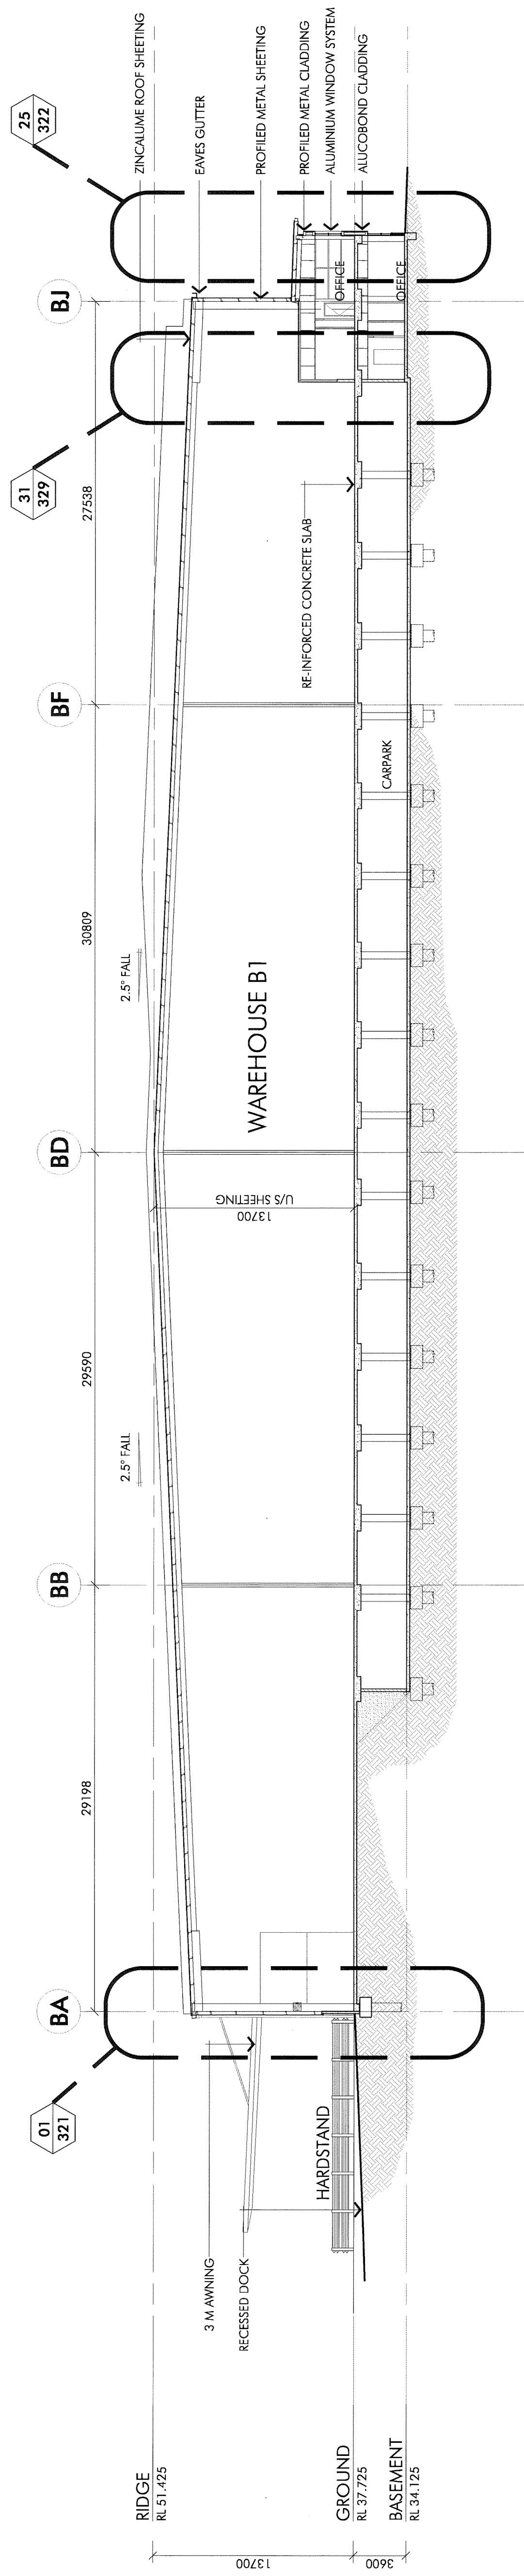 01
321
31
329
25
322
BA
BB
BD
BF
BJ
29198
29590
30809
27538
2.5° FALL
2.5° FALL
ZINCALUME ROOF SHEETING
EAVES GUTTER
PROFILED METAL SHEETING
PROFILED METAL CLADDING
ALUMINIUM WINDOW SYSTEM
ALUCOBOND CLADDING
RIDGE
RL 51.425
3 M AWNING
RECESSED DOCK
HARDSTAND
13700
U/S SHEETING
WAREHOUSE B1
RE-INFORCED CONCRETE SLAB
OFFICE
OFFICE
CARPARK
GROUND
RL 37.725
BASEMENT
RL 34.125
13700
3600